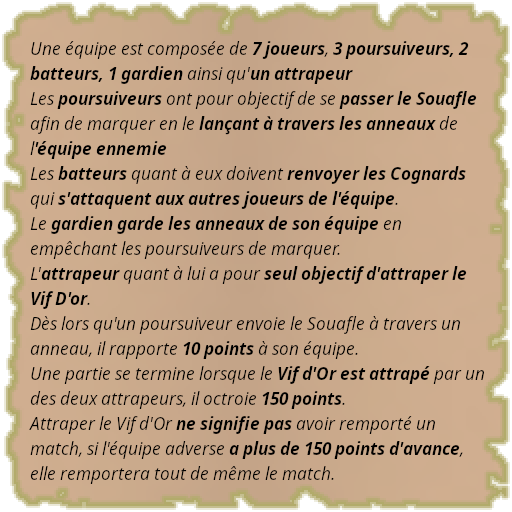 Une équipe est composée de 7 joueurs, 3 poursuiveurs, 2
batteurs, 1 gardien ainsi qu'un attrapeur
Les poursuiveurs ont pour objectif de se passer le Souafle
afin de marquer en le lançant à travers les anneaux de
l'équipe ennemie
Les batteurs quant à eux doivent renvoyer les Cognards
qui s'attaquent aux autres joueurs de l'équipe.
Le gardien garde les anneaux de son équipe en
empêchant les poursuiveurs de marquer.
L'attrapeur quant à lui a pour seul objectif d'attraper le
Vif D'or.
Dès lors qu'un poursuiveur envoie le Souafle à travers un
anneau, il rapporte 10 points à son équipe.
Une partie se termine lorsque le Vif d'Or est attrapé par un
des deux attrapeurs, il octroie 150 points.
Attraper le Vif d'Or ne signifie pas avoir remporté un
match, si l'équipe adverse a plus de 150 points d'avance,
elle remportera tout de même le match.